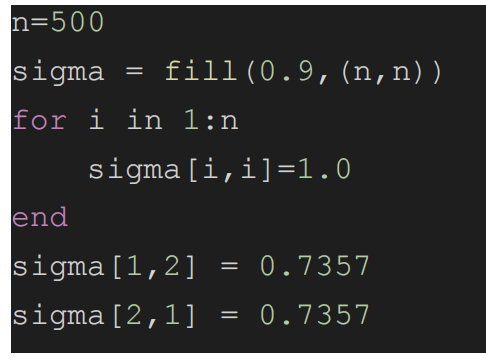 n=500
sigma = fill(0.9,(n,n))
for i in 1:n
    sigma[i,i]=1.0
end
sigma[1,2] = 0.7357
sigma[2,1] = 0.7357